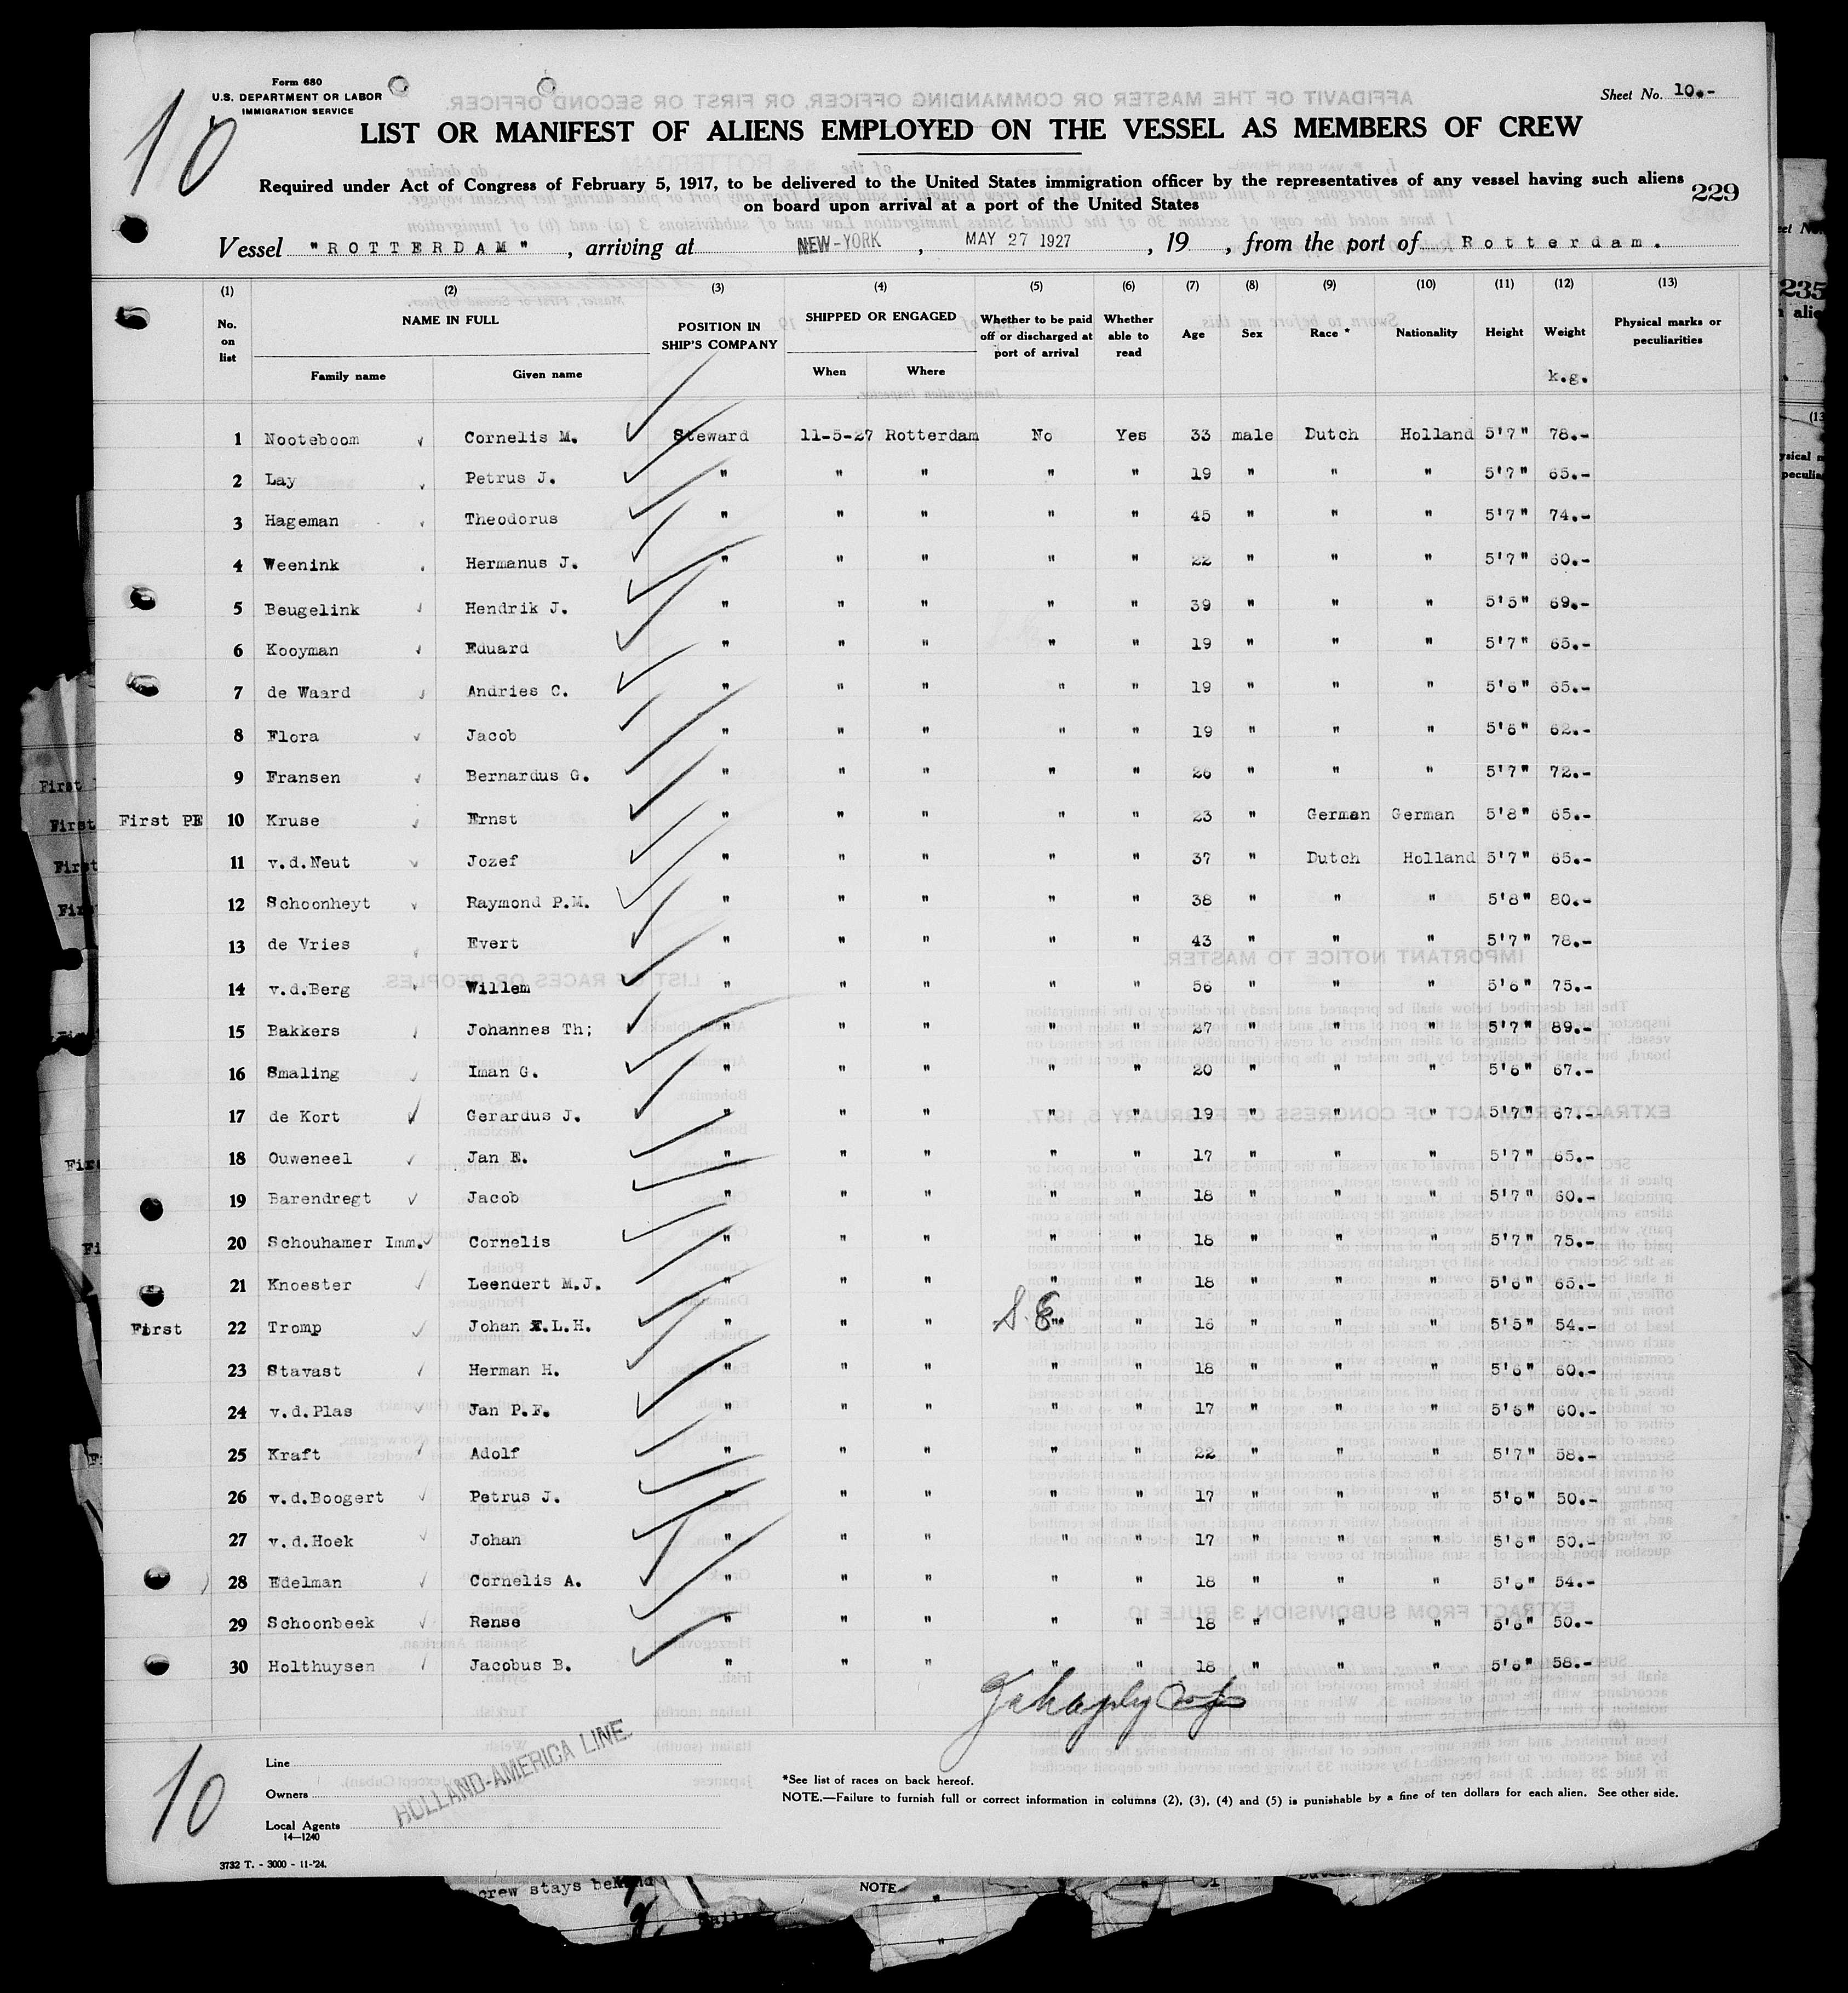 Form 680
U.S. DEPARTMENT OR LABOR
IMMIGRATION SERVICE
10
Sheet No. 10.-
LIST OR MANIFEST OF ALIENS EMPLOYED ON THE VESSEL AS MEMBERS OF CREW
Required under Act of Congress of February 5, 1917, to be delivered to the United States immigration officer by the representatives of any vessel having such aliens
on board upon arrival at a port of the United States
229
Vessel "ROTTERDAM", arriving at NEW-YORK, MAY 27 1927, 19 , from the port of Rotterdam.
(1) (2) (3) (4) (5) (6) (7) (8) (9) (10) (11) (12) (13)
No. on list NAME IN FULL Family name Given name POSITION IN SHIP'S COMPANY SHIPPED OR ENGAGED When Where Whether to be paid off or discharged at port of arrival Whether able to read Age Sex Race * Nationality Height Weight k.g. Physical marks or peculiarities
1 Nooteboom Cornelis M. Steward 11-5-27 Rotterdam No Yes 33 male Dutch Holland 5'7" 78.-
2 Lay Petrus J. " " " " " 19 " " " 5'7" 65.-
3 Hageman Theodorus " " " " " 45 " " " 5'7" 74.-
4 Weenink Hermanus J. " " " " " 22 " " " 5'7" 60.-
5 Beugelink Hendrik J. " " " " " 39 " " " 5'5" 69.-
6 Kooyman Eduard " " " " " 19 " " " 5'7" 65.-
7 de Waard Andries C. " " " " " 19 " " " 5'6" 65.-
8 Flora Jacob " " " " " 19 " " " 5'6" 62.-
9 Fransen Bernardus G. " " " " " 26 " " " 5'7" 72.-
First PE 10 Kruse Ernst " " " " " 23 " German German 5'8" 65.-
11 v.d.Neut Jozef " " " " " 37 " Dutch Holland 5'7" 65.-
12 Schoonheyt Raymond P.M. " " " " " 38 " " " 5'8" 80.-
13 de Vries Evert " " " " " 43 " " " 5'7" 78.-
14 v.d.Berg Willem " " " " " 56 " " " 5'6" 75.-
15 Bakkers Johannes Th; " " " " " 27 " " " 5'7" 89.-
16 Smaling Iman G. " " " " " 20 " " " 5'6" 67.-
17 de Kort Gerardus J. " " " " " 19 " " " 5'7" 67.-
18 Ouweneel Jan E. " " " " " 17 " " " 5'7" 65.-
19 Barendregt Jacob " " " " " 18 " " " 5'7" 60.-
20 Schouhamer Imm. Cornelis " " " " " 18 " " " 5'7" 75.-
21 Knoester Leendert M.J. " " " " " 18 " " " 5'6" 65.-
First 22 Tromp Johan L.H. " " " " " 16 " " " 5'5" 54.-
23 Stavast Herman H. " " " " " 18 " " " 5'6" 60.-
24 v.d.Plas Jan P.F. " " " " " 17 " " " 5'6" 60.-
25 Kraft Adolf " " " " " 22 " " " 5'7" 58.-
26 v.d.Boogert Petrus J. " " " " " 17 " " " 5'6" 50.-
27 v.d.Hoek Johan " " " " " 17 " " " 5'6" 50.-
28 Edelman Cornelis A. " " " " " 18 " " " 5'6" 54.-
29 Schoonbeek Rense " " " " " 18 " " " 5'6" 50.-
30 Holthuysen Jacobus B. " " " " " 18 " " " 5'6" 58.-
10
Line
Owners
Local Agents
HOLLAND-AMERICA LINE.
14—1240
3732 T. - 3000 - 11-'24.
*See list of races on back hereof.
NOTE.—Failure to furnish full or correct information in columns (2), (3), (4) and (5) is punishable by a fine of ten dollars for each alien. See other side.
crew stays behind
NOTE